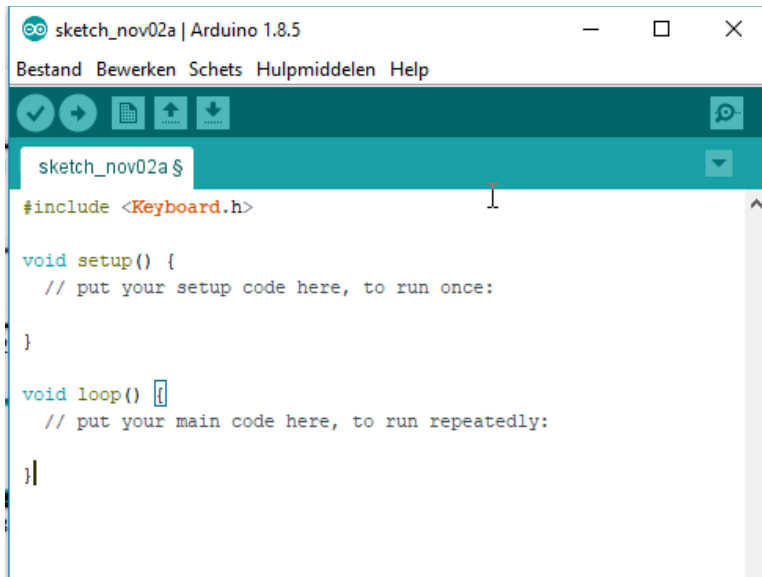 sketch_nov02a | Arduino 1.8.5
Bestand Bewerken Schets Hulpmiddelen Help
sketch_nov02a §
#include <Keyboard.h>
void setup() {
// put your setup code here, to run once:
}
void loop() {
// put your main code here, to run repeatedly:
}